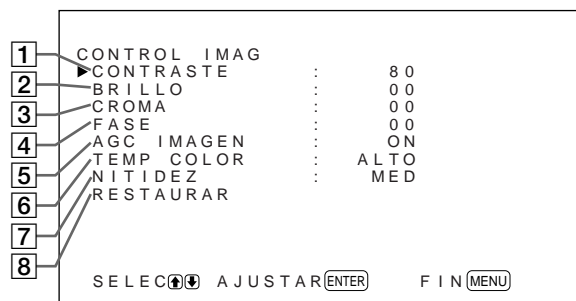 CONTROL IMAG
1 ▶CONTRASTE : 80
2 BRILLO : 00
3 CROMA : 00
4 FASE : 00
5 AGC IMAGEN : ON
6 TEMP COLOR : ALTO
7 NITIDEZ : MED
8 RESTAURAR
SELEC ↑ ↓ AJUSTAR ENTER FIN MENU